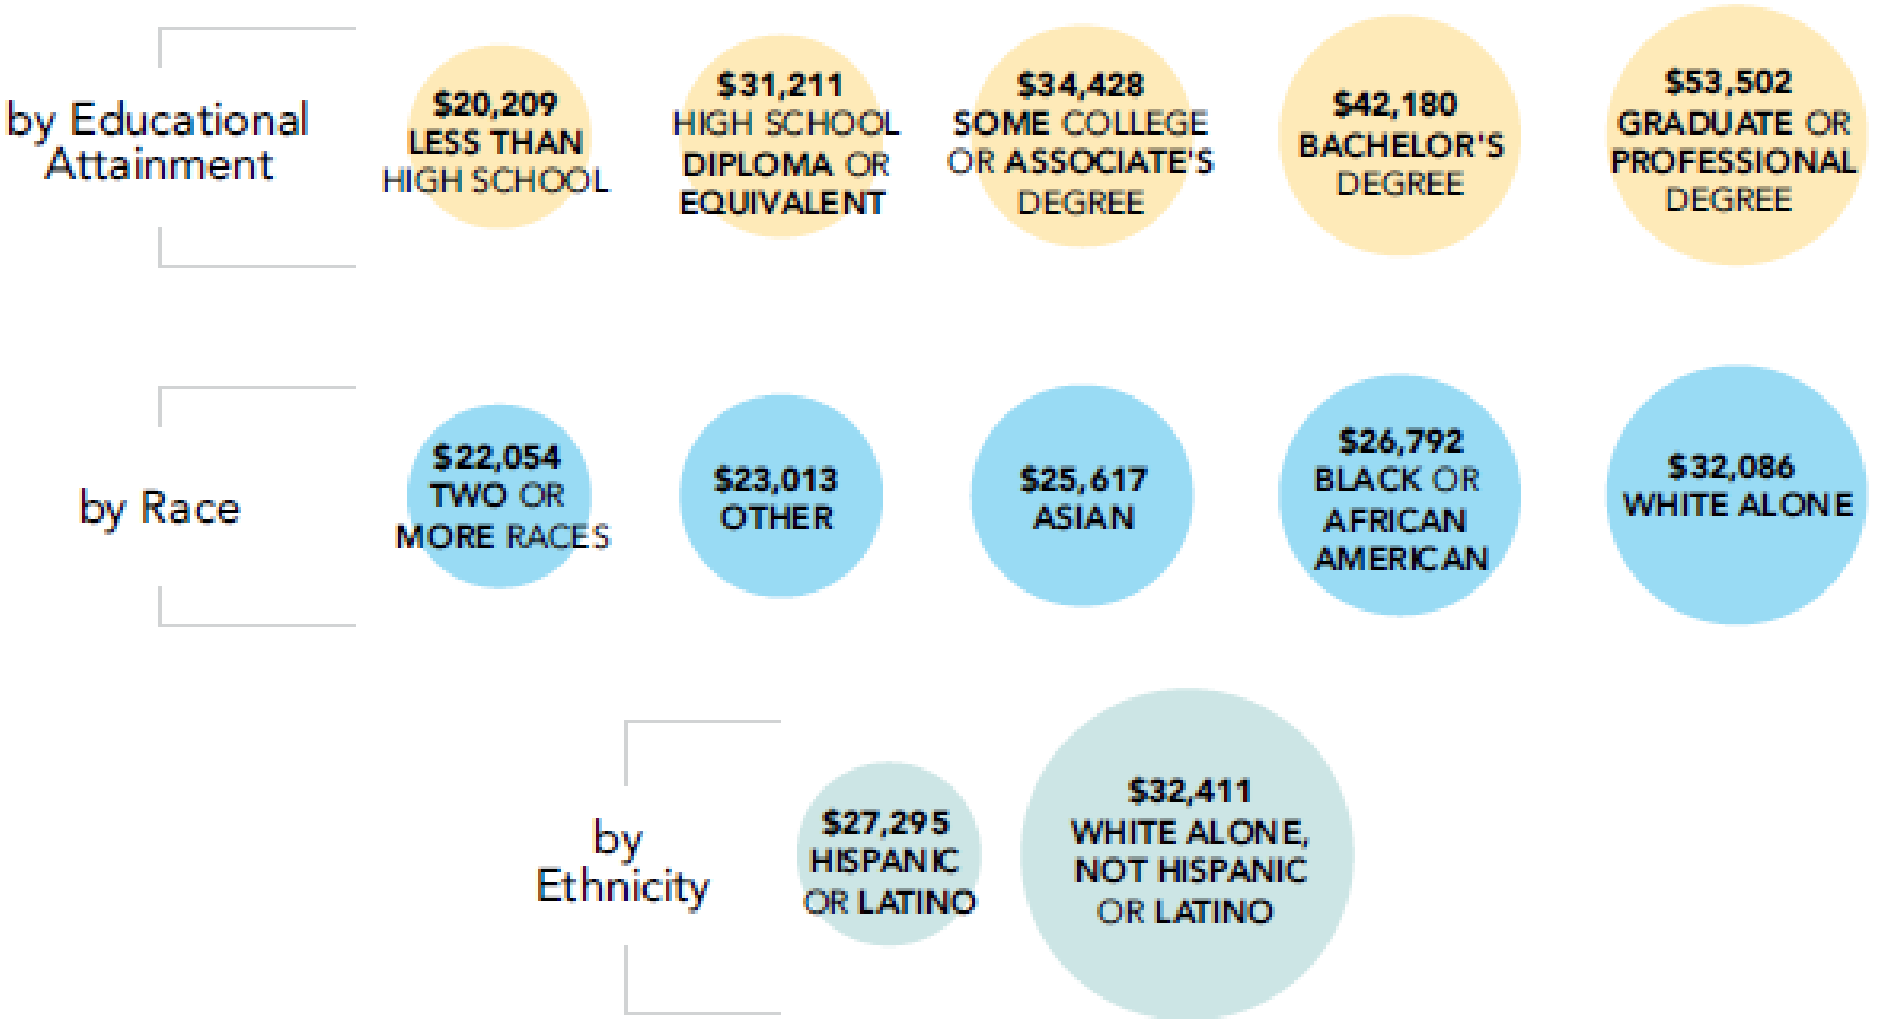 by Educational
Attainment
$20,209
LESS THAN
HIGH SCHOOL
$31,211
HIGH SCHOOL
DIPLOMA OR
EQUIVALENT
$34,428
SOME COLLEGE
OR ASSOCIATE'S
DEGREE
$42,180
BACHELOR'S
DEGREE
$53,502
GRADUATE OR
PROFESSIONAL
DEGREE
by Race
$22,054
TWO OR
MORE RACES
$23,013
OTHER
$25,617
ASIAN
$26,792
BLACK OR
AFRICAN
AMERICAN
$32,086
WHITE ALONE
by
Ethnicity
$27,295
HISPANIC
OR LATINO
$32,411
WHITE ALONE,
NOT HISPANIC
OR LATINO